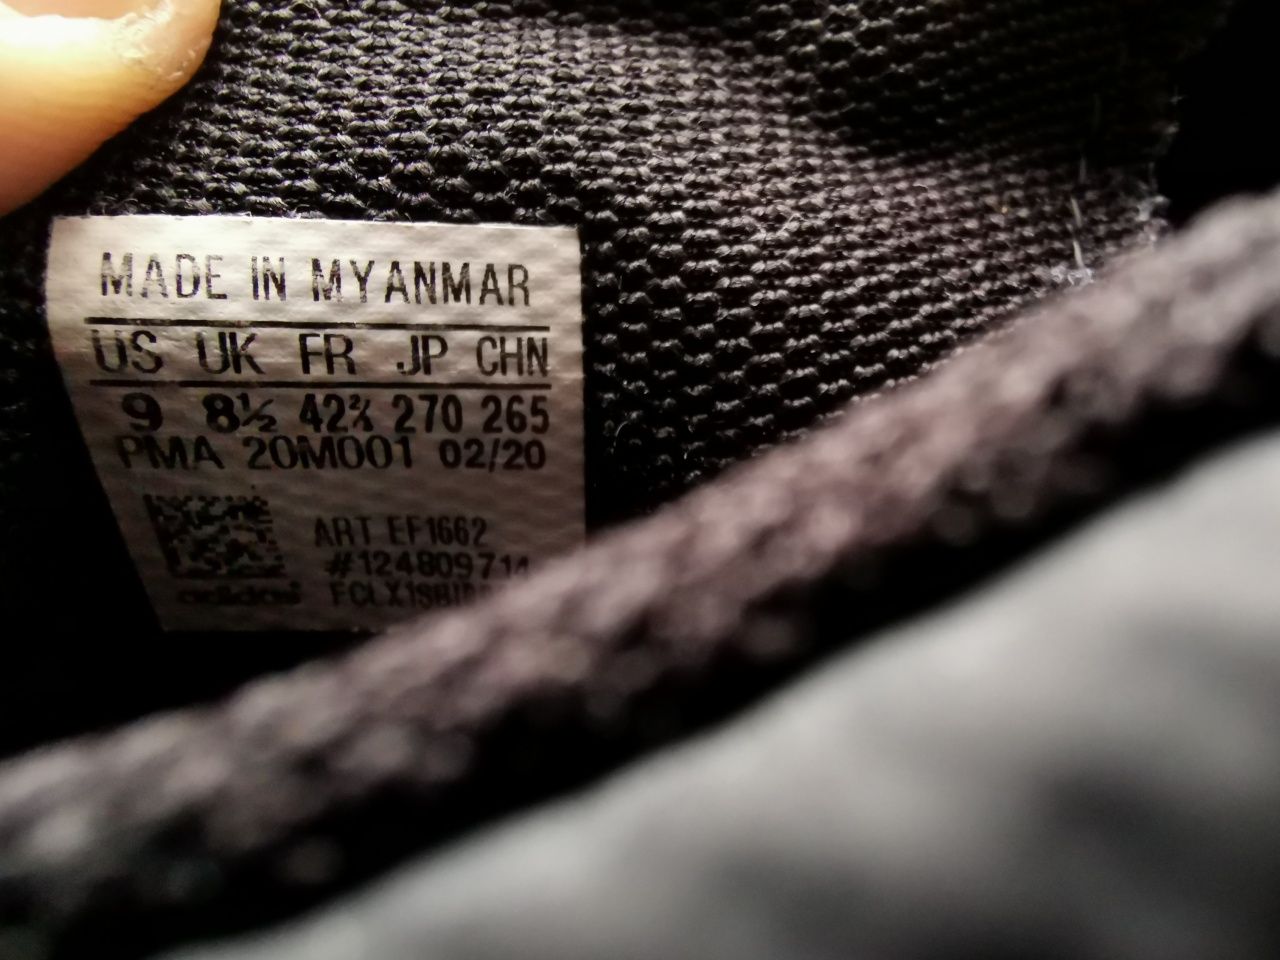 MADE IN MYANMAR
US UK FR JP CHN
9 8½ 42⅔ 270 265
PMA 20M001 02/20
ART EF1662
#124809714
adidas